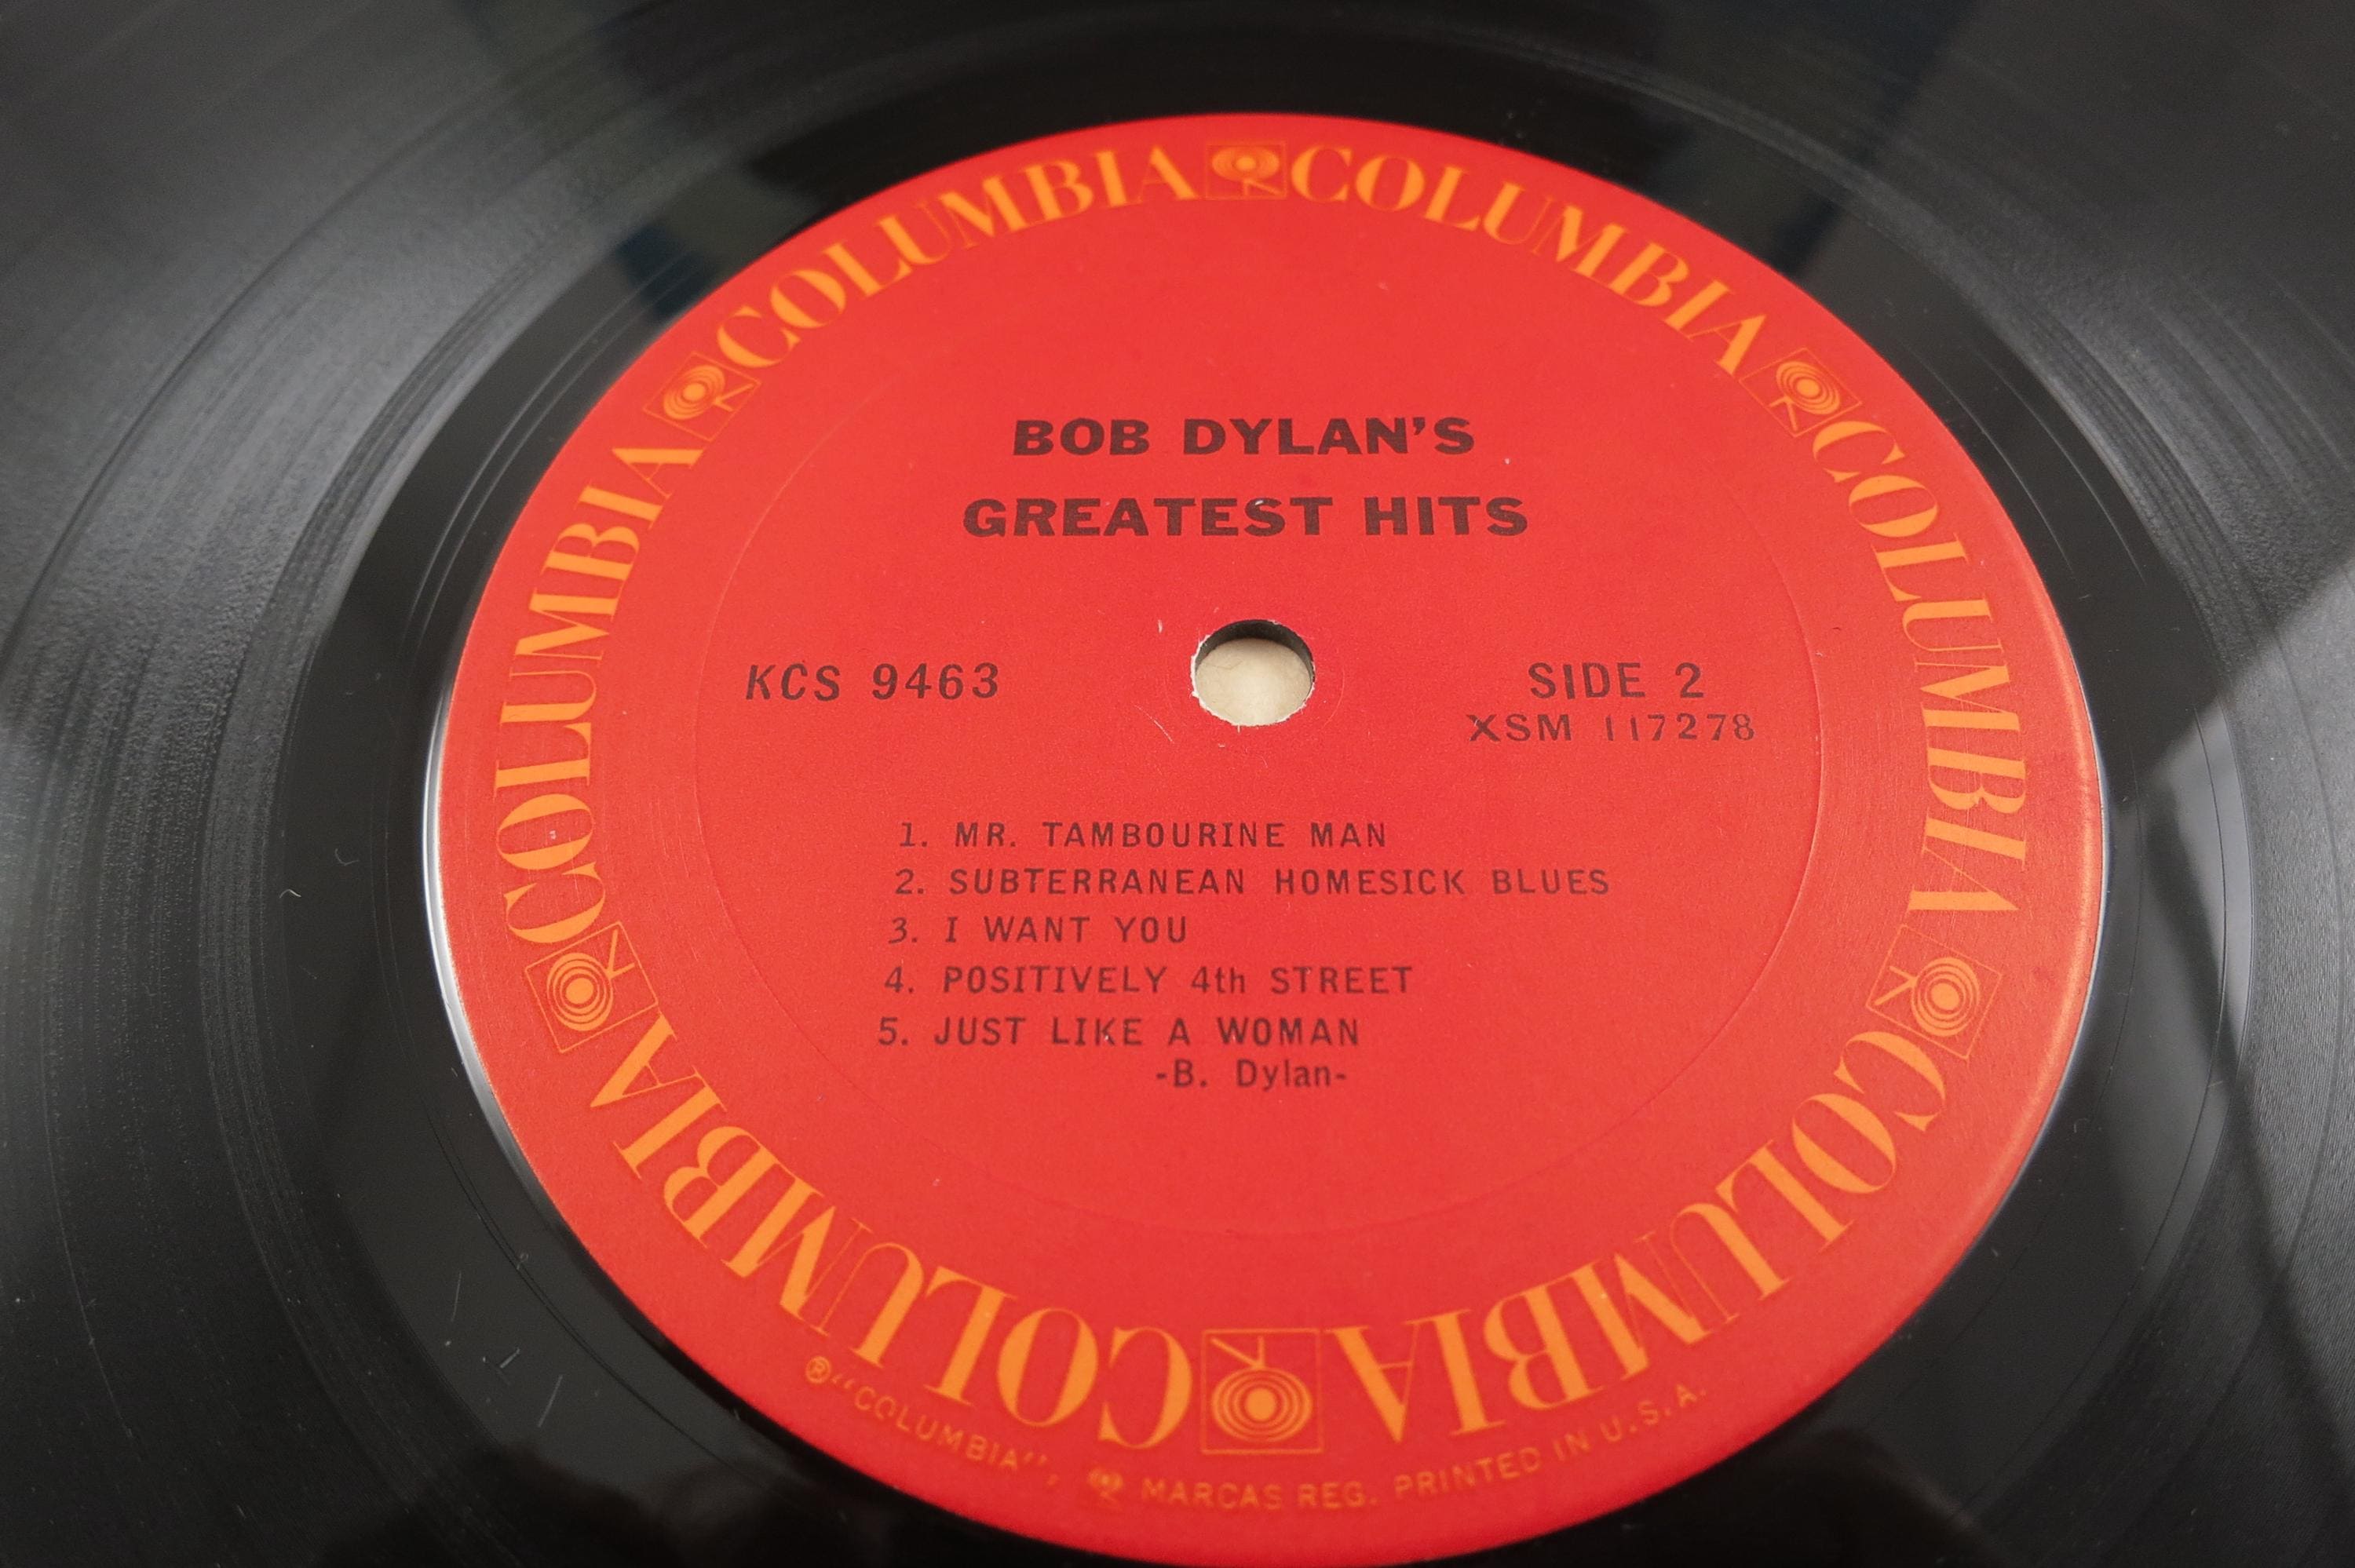 COLUMBIA COLUMBIA COLUMBIA COLUMBIA COLUMBIA COLUMBIA
BOB DYLAN'S
GREATEST HITS
KCS 9463
SIDE 2
XSM 117278
1. MR. TAMBOURINE MAN
2. SUBTERRANEAN HOMESICK BLUES
3. I WANT YOU
4. POSITIVELY 4th STREET
5. JUST LIKE A WOMAN
-B. Dylan-
®"COLUMBIA", MARCAS REG. PRINTED IN U.S.A.